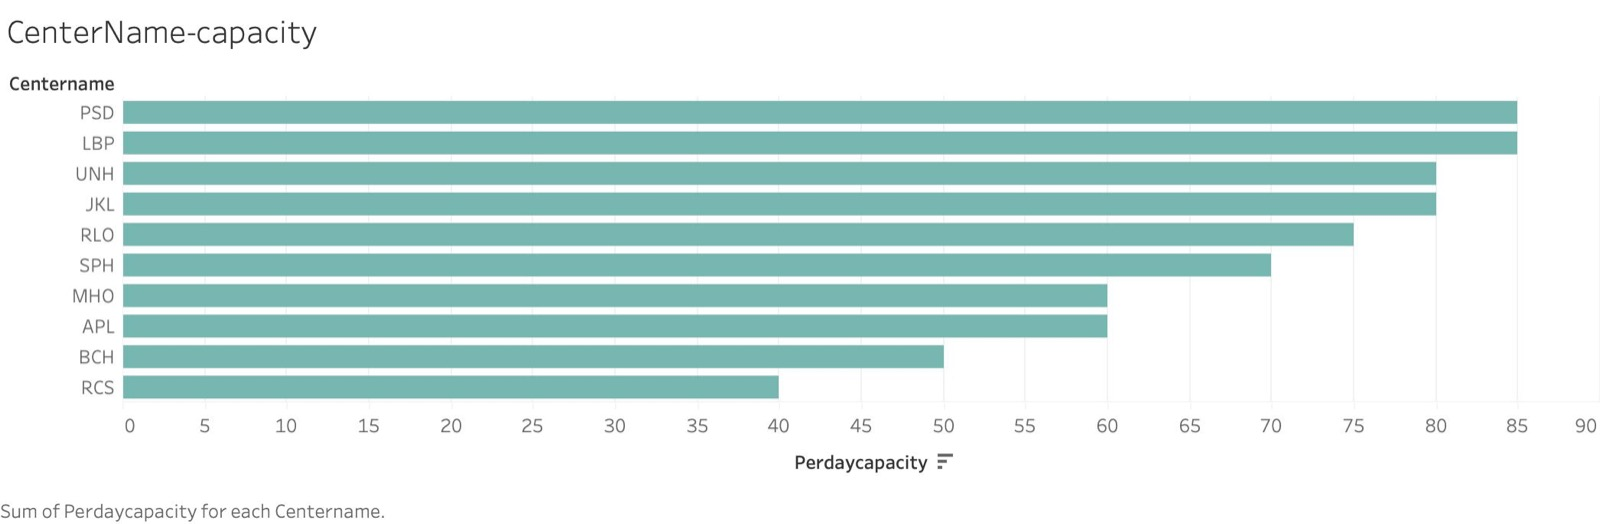 CenterName-capacity
Centername
PSD
LBP
UNH
JKL
RLO
SPH
MHO
APL
BCH
RCS
0 5 10 15 20 25 30 35 40 45 50 55 60 65 70 75 80 85 90
Perdaycapacity
Sum of Perdaycapacity for each Centername.